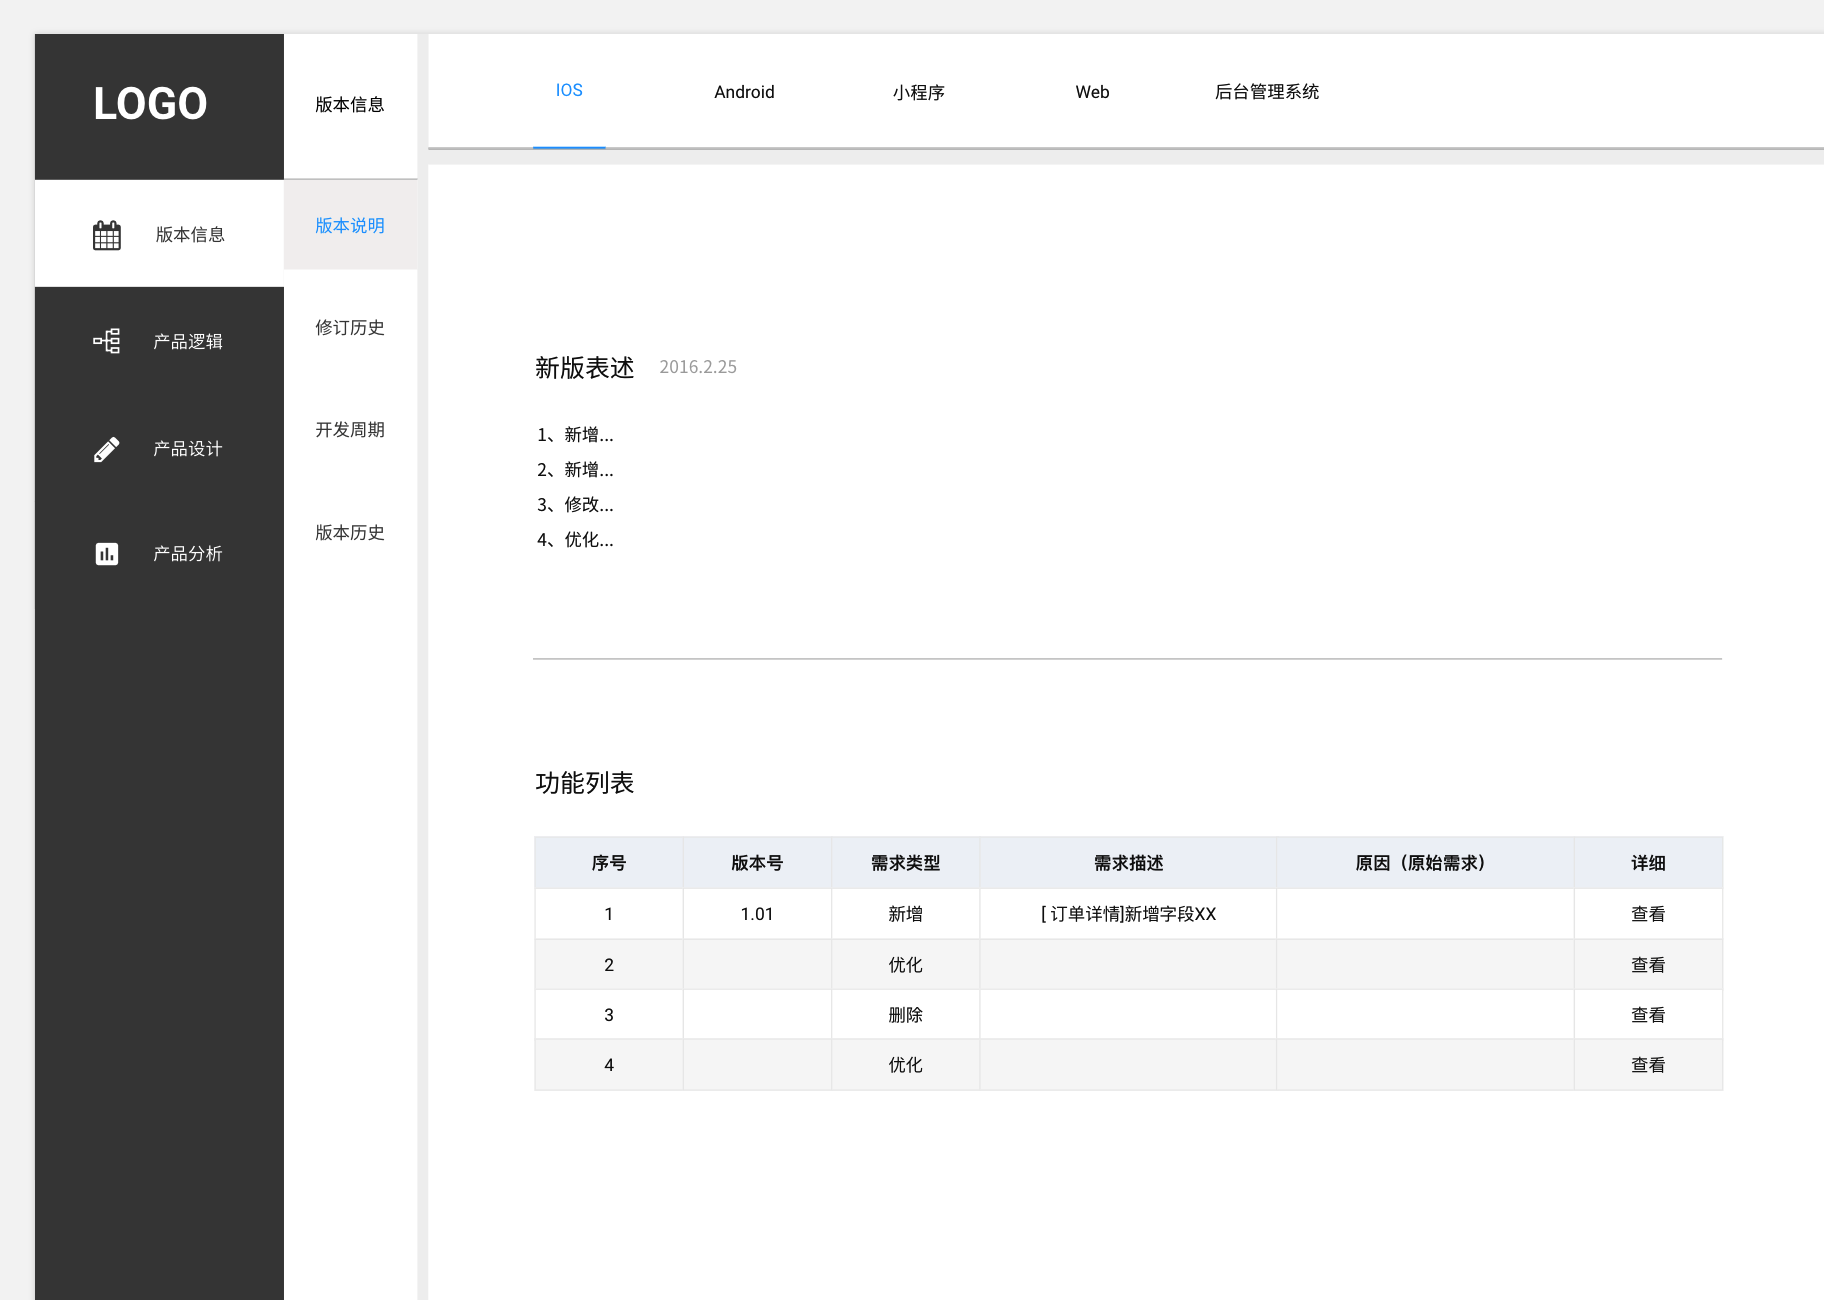 LOGO
版本信息
产品逻辑
产品设计
产品分析
版本信息
版本说明
修订历史
开发周期
版本历史
IOS Android 小程序 Web 后台管理系统
新版表述 2016.2.25
1、新增...
2、新增...
3、修改...
4、优化...
功能列表
序号 版本号 需求类型 需求描述 原因（原始需求） 详细
1 1.01 新增 [ 订单详情]新增字段XX 查看
2 优化 查看
3 删除 查看
4 优化 查看